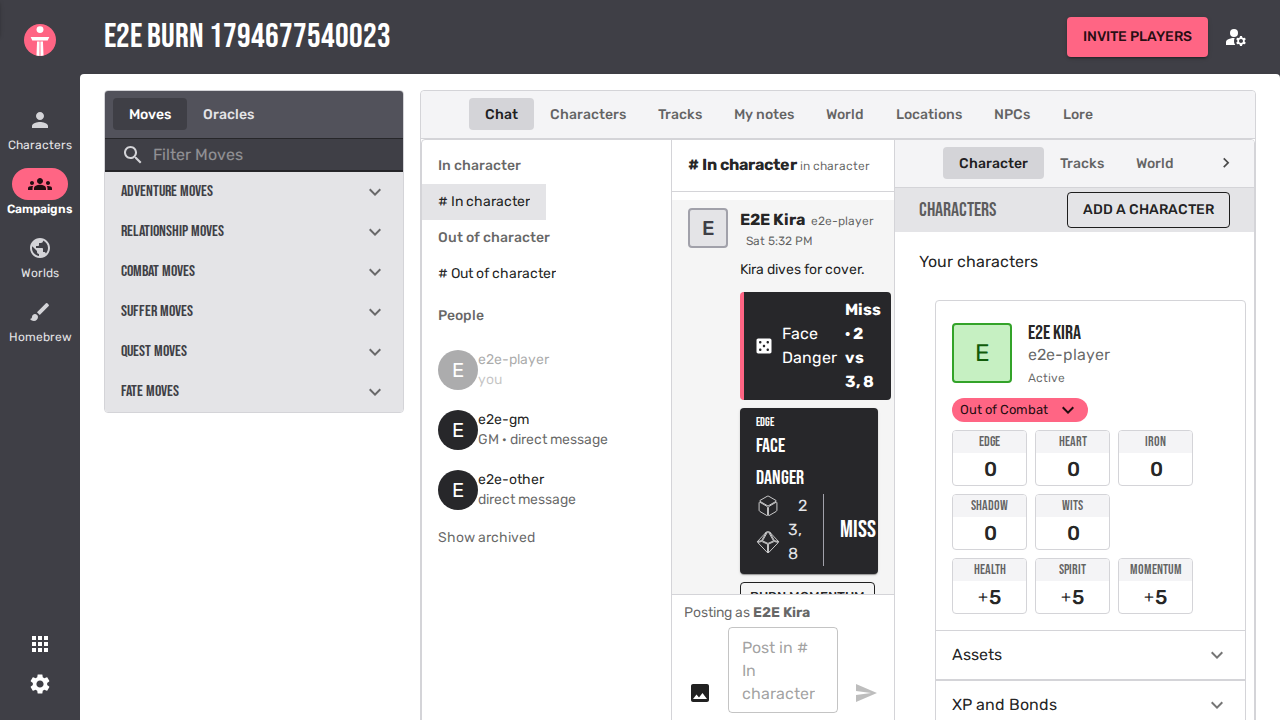 E2E BURN 1794677540023
INVITE PLAYERS
Characters
Campaigns
Worlds
Homebrew
Moves
Oracles
Filter Moves
ADVENTURE MOVES
RELATIONSHIP MOVES
COMBAT MOVES
SUFFER MOVES
QUEST MOVES
FATE MOVES
Chat
Characters
Tracks
My notes
World
Locations
NPCs
Lore
In character
# In character
Out of character
# Out of character
People
E
e2e-player
you
E
e2e-gm
GM • direct message
E
e2e-other
direct message
Show archived
# In character in character
E
E2E Kira e2e-player
Sat 5:32 PM
Kira dives for cover.
Face
Danger
Miss
• 2
vs
3, 8
EDGE
FACE
DANGER
2
3,
8
MISS
BURN MOMENTUM
Posting as E2E Kira
Post in #
In
character
Character
Tracks
World
CHARACTERS
ADD A CHARACTER
Your characters
E
E2E KIRA
e2e-player
Active
Out of Combat
EDGE
0
HEART
0
IRON
0
SHADOW
0
WITS
0
HEALTH
+5
SPIRIT
+5
MOMENTUM
+5
Assets
XP and Bonds